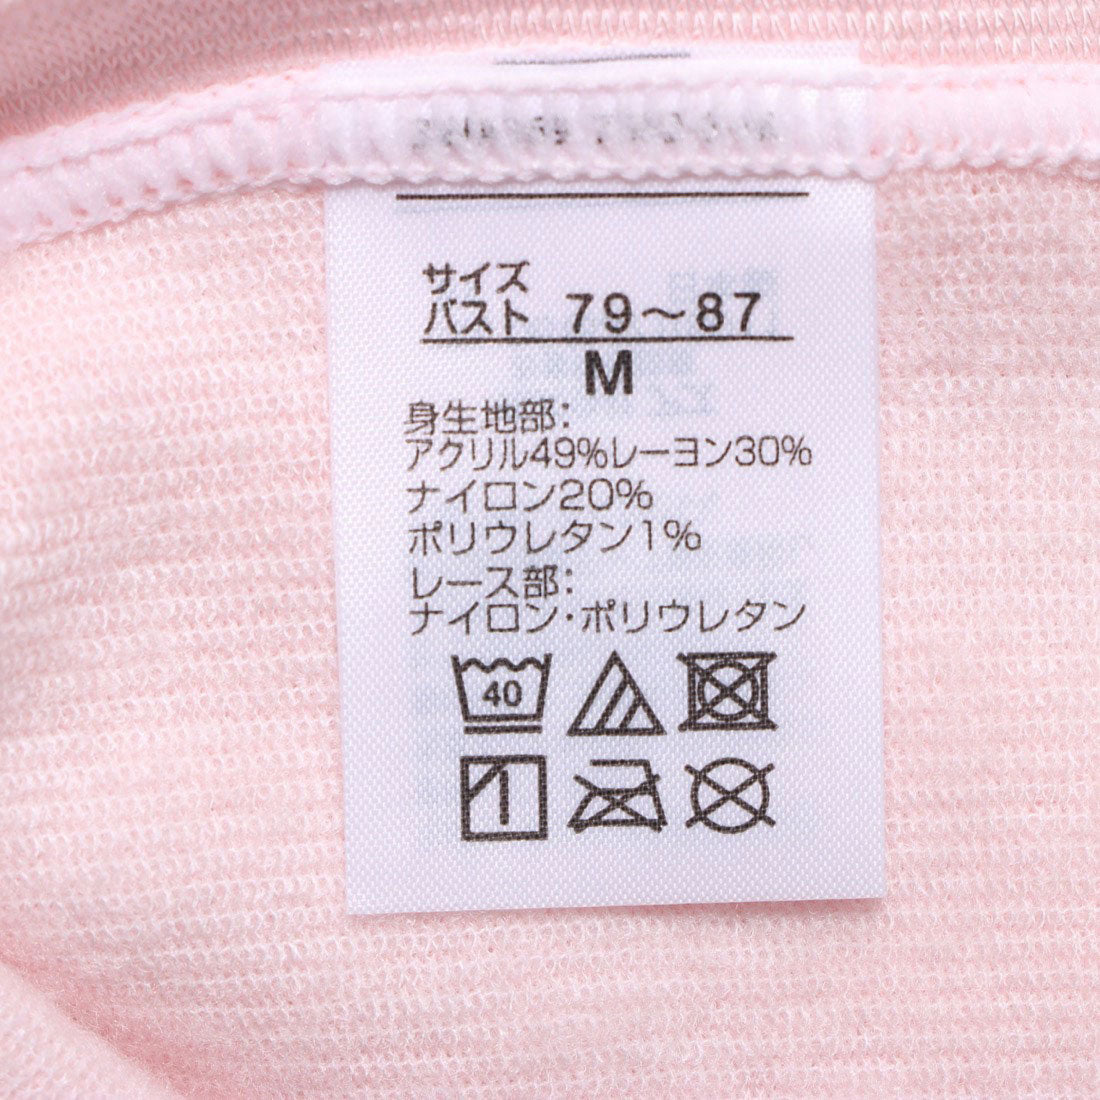 サイズ
バスト 79～87
M
身生地部：
アクリル49%レーヨン30%
ナイロン20%
ポリウレタン1%
レース部：
ナイロン・ポリウレタン
40